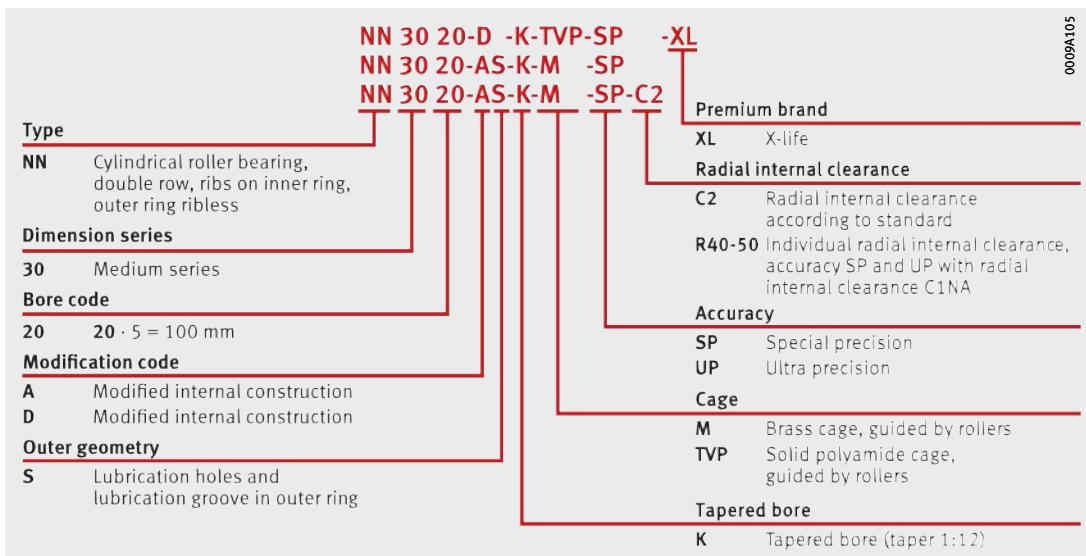 NN 30 20-D -K-TVP-SP -XL
NN 30 20-AS-K-M -SP
NN 30 20-AS-K-M -SP-C2
0009A105
Type
NN Cylindrical roller bearing,
double row, ribs on inner ring,
outer ring ribless
Dimension series
30 Medium series
Bore code
20 20 · 5 = 100 mm
Modification code
A Modified internal construction
D Modified internal construction
Outer geometry
S Lubrication holes and
lubrication groove in outer ring
Premium brand
XL X-life
Radial internal clearance
C2 Radial internal clearance
according to standard
R40-50 Individual radial internal clearance,
accuracy SP and UP with radial
internal clearance C1NA
Accuracy
SP Special precision
UP Ultra precision
Cage
M Brass cage, guided by rollers
TVP Solid polyamide cage,
guided by rollers
Tapered bore
K Tapered bore (taper 1:12)